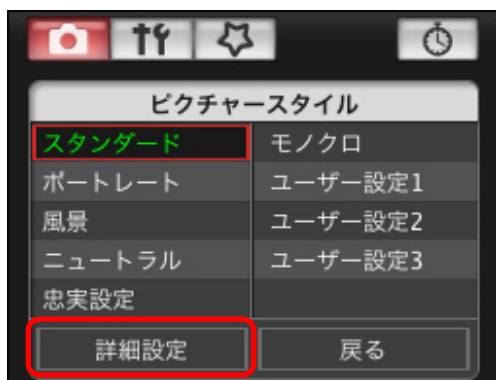 ピクチャースタイル
スタンダード
ポートレート
風景
ニュートラル
忠実設定
モノクロ
ユーザー設定1
ユーザー設定2
ユーザー設定3
詳細設定
戻る